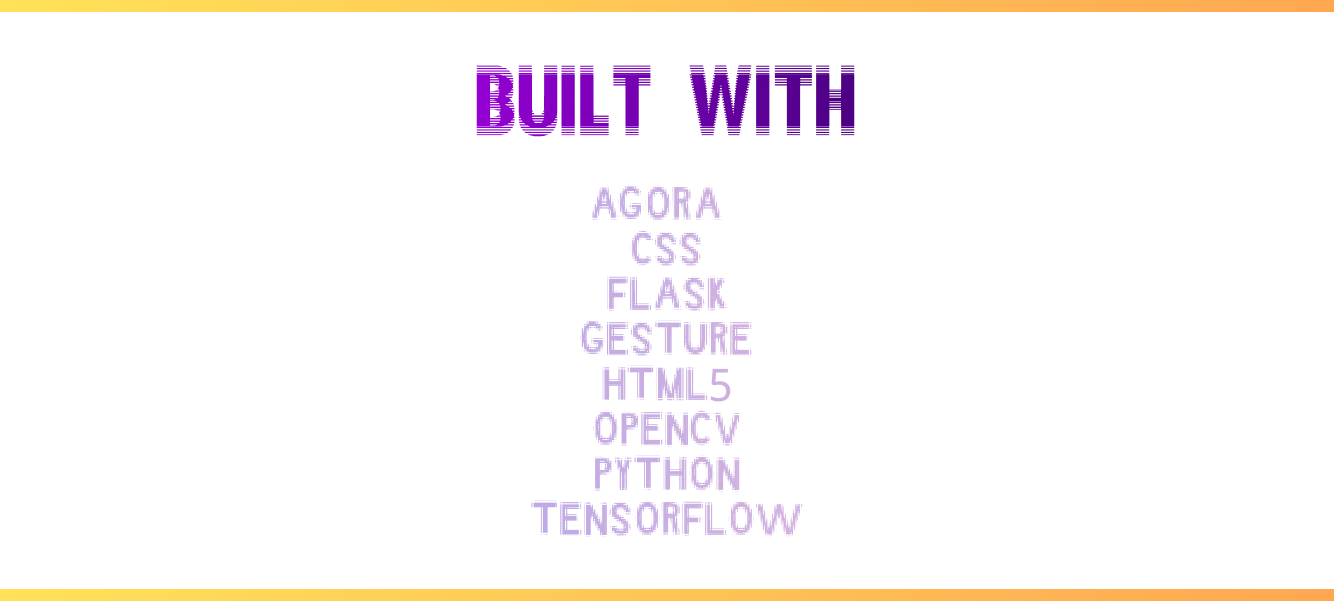 BUILT WITH
AGORA
CSS
FLASK
GESTURE
HTML5
OPENCV
PYTHON
TENSORFLOW